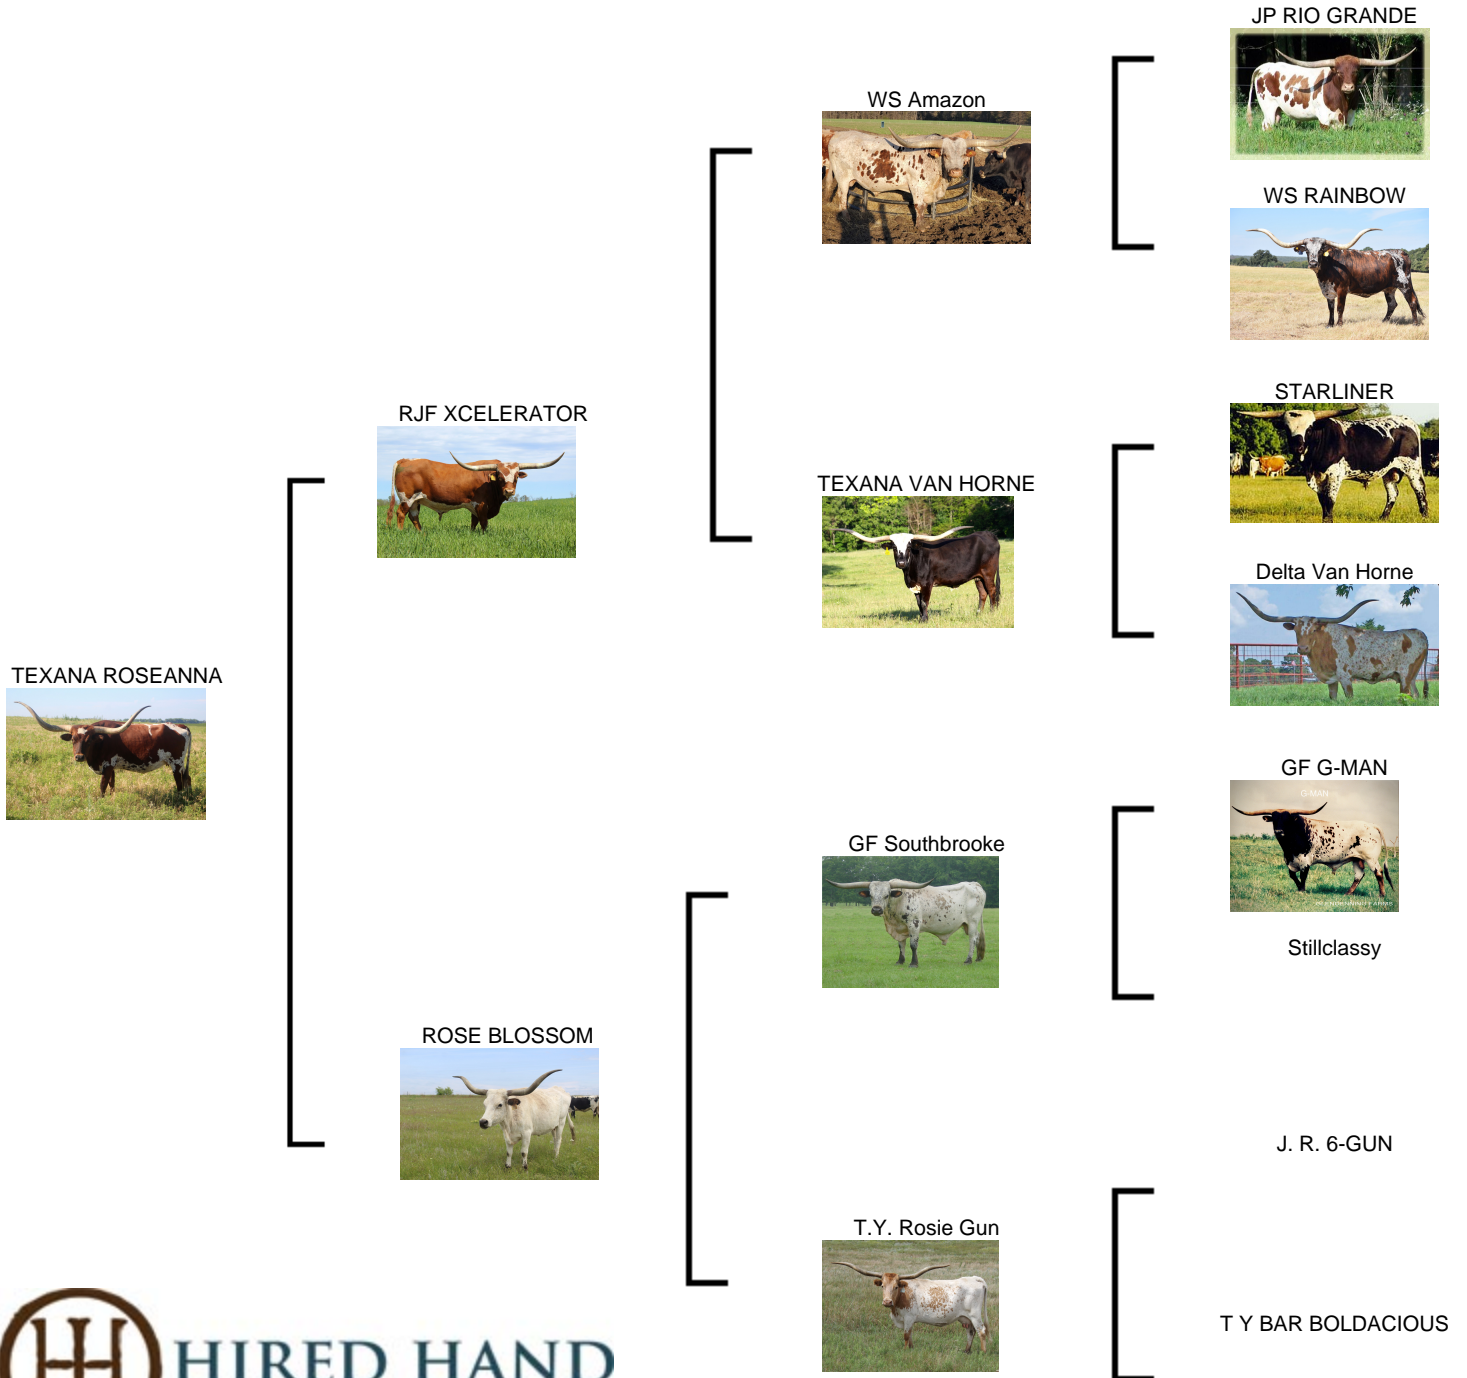 JP RIO GRANDE
WS Amazon
WS RAINBOW
STARLINER
RJF XCELERATOR
TEXANA VAN HORNE
Delta Van Horne
TEXANA ROSEANNA
GF G-MAN
G-MAN
GF Southbrooke
Stillclassy
ROSE BLOSSOM
J. R. 6-GUN
T.Y. Rosie Gun
T Y BAR BOLDACIOUS
HIRED HAND